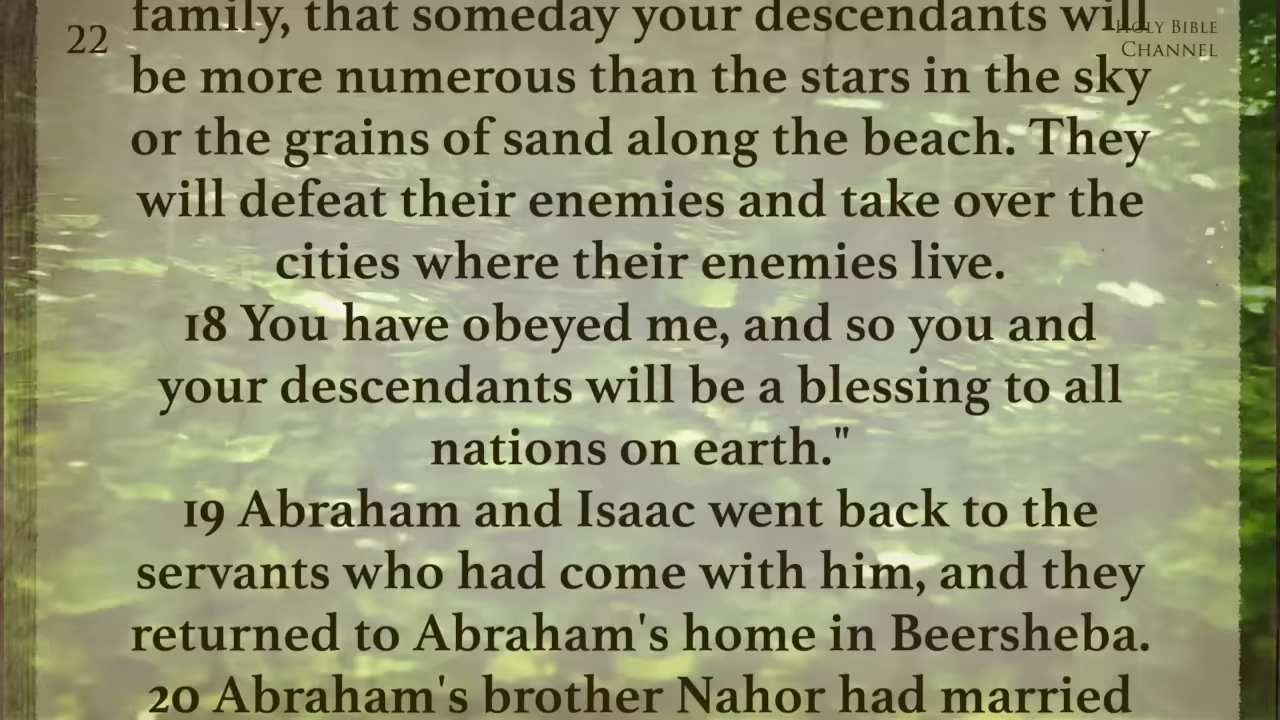 22
family, that someday your descendants will
HOLY BIBLE
CHANNEL
be more numerous than the stars in the sky
or the grains of sand along the beach. They
will defeat their enemies and take over the
cities where their enemies live.
18 You have obeyed me, and so you and
your descendants will be a blessing to all
nations on earth."
19 Abraham and Isaac went back to the
servants who had come with him, and they
returned to Abraham's home in Beersheba.
20 Abraham's brother Nahor had married